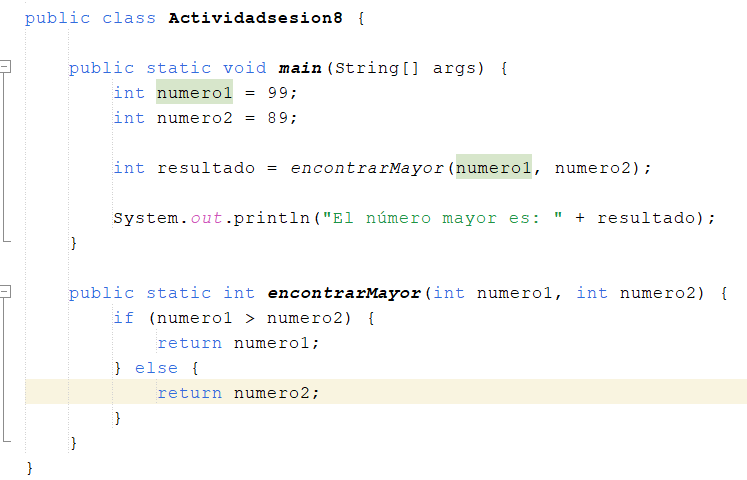 public class Actividadsesion8 {
public static void main(String[] args) {
int numero1 = 99;
int numero2 = 89;
int resultado = encontrarMayor(numero1, numero2);
System.out.println("El número mayor es: " + resultado);
}
public static int encontrarMayor(int numero1, int numero2) {
if (numero1 > numero2) {
return numero1;
} else {
return numero2;
}
}
}